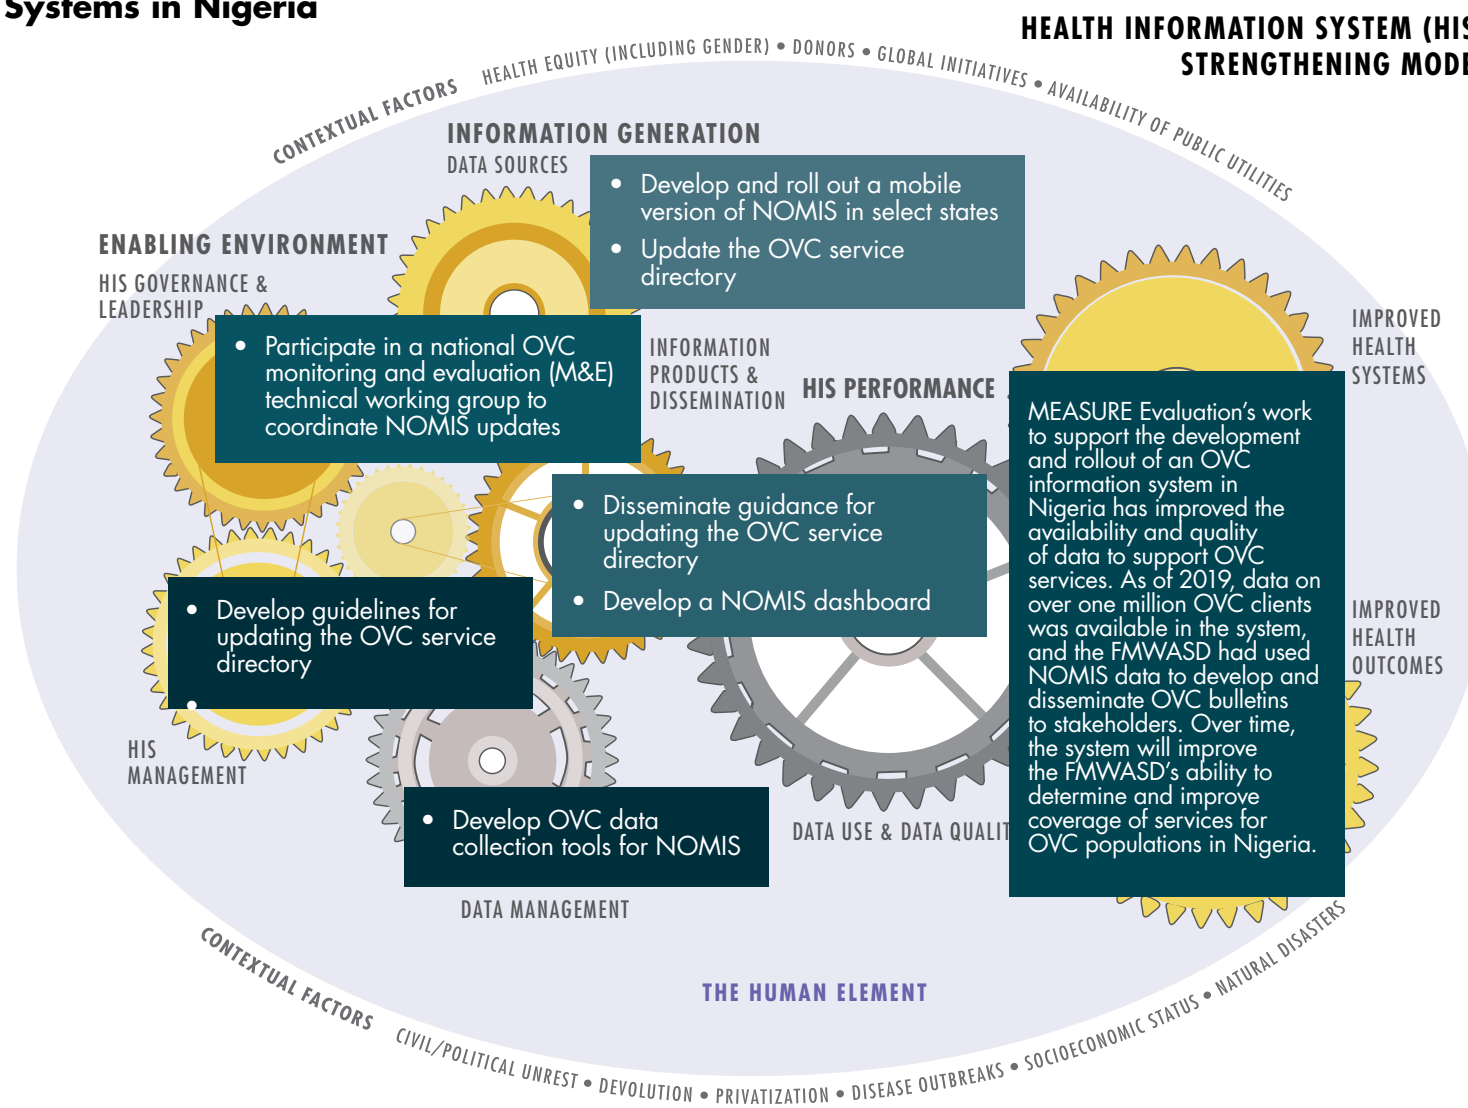 Systems in Nigeria
HEALTH INFORMATION SYSTEM (HIS
STRENGTHENING MODE
CONTEXTUAL FACTORS HEALTH EQUITY (INCLUDING GENDER) • DONORS • GLOBAL INITIATIVES • AVAILABILITY OF PUBLIC UTILITIES
INFORMATION GENERATION
DATA SOURCES
• Develop and roll out a mobile
version of NOMIS in select states
• Update the OVC service
directory
ENABLING ENVIRONMENT
HIS GOVERNANCE &
LEADERSHIP
• Participate in a national OVC
monitoring and evaluation (M&E)
technical working group to
coordinate NOMIS updates
INFORMATION
PRODUCTS &
DISSEMINATION
HIS PERFORMANCE
IMPROVED
HEALTH
SYSTEMS
MEASURE Evaluation’s work
to support the development
and rollout of an OVC
information system in
Nigeria has improved the
availability and quality
of data to support OVC
services. As of 2019, data on
over one million OVC clients
was available in the system,
and the FMWASD had used
NOMIS data to develop and
disseminate OVC bulletins
to stakeholders. Over time,
the system will improve
the FMWASD’s ability to
determine and improve
coverage of services for
OVC populations in Nigeria.
• Disseminate guidance for
updating the OVC service
directory
• Develop a NOMIS dashboard
• Develop guidelines for
updating the OVC service
directory
•
IMPROVED
HEALTH
OUTCOMES
HIS
MANAGEMENT
• Develop OVC data
collection tools for NOMIS
DATA USE & DATA QUALIT
DATA MANAGEMENT
THE HUMAN ELEMENT
CONTEXTUAL FACTORS CIVIL/POLITICAL UNREST • DEVOLUTION • PRIVATIZATION • DISEASE OUTBREAKS • SOCIOECONOMIC STATUS • NATURAL DISASTERS